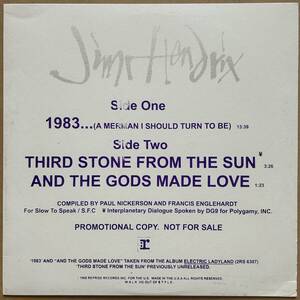 Jimi Hendrix
Side One
1983...(A MERMAN I SHOULD TURN TO BE) 13:39
Side Two
THIRD STONE FROM THE SUN ¥ 3:26
AND THE GODS MADE LOVE 1:23
COMPILED BY PAUL NICKERSON AND FRANCIS ENGLEHARDT
For Slow To Speak / S.F.C ¥ Interplanetary Dialogue Spoken by DG9 for Polygamy, INC.
PROMOTIONAL COPY. NOT FOR SALE
r
'1983' AND "AND THE GODS MADE LOVE" TAKEN FROM THE ALBUM ELECTRIC LADYLAND (2RS 6307)
'THIRD STONE FROM THE SUN' PREVIOUSLY UNRELEASED.